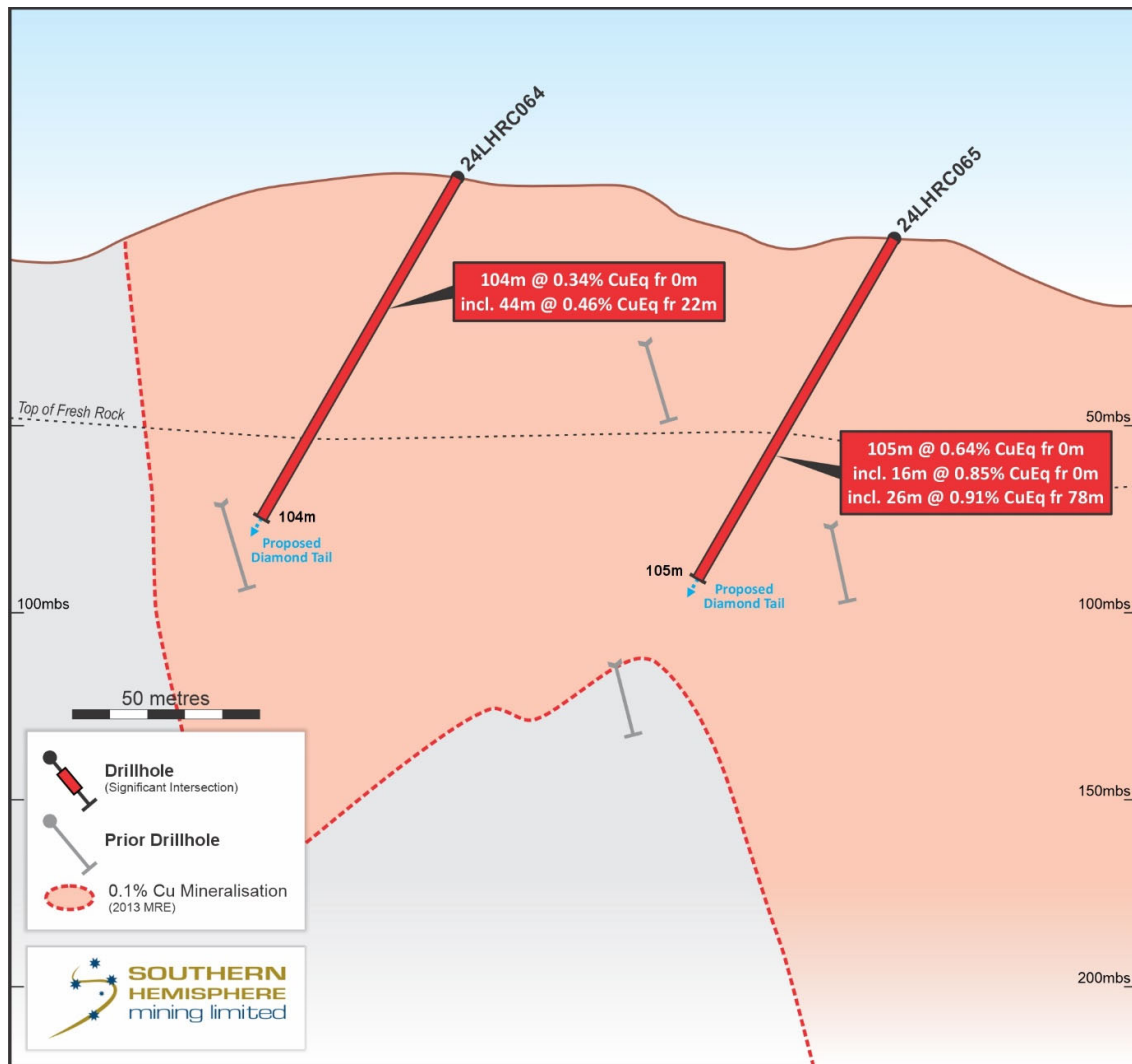 24LHRC064
24LHRC065
104m @ 0.34% CuEq fr 0m
incl. 44m @ 0.46% CuEq fr 22m
Top of Fresh Rock
50mbs
105m @ 0.64% CuEq fr 0m
incl. 16m @ 0.85% CuEq fr 0m
incl. 26m @ 0.91% CuEq fr 78m
104m
Proposed
Diamond Tail
105m
Proposed
Diamond Tail
100mbs
100mbs
50 metres
Drillhole
(Significant Intersection)
Prior Drillhole
0.1% Cu Mineralisation
(2013 MRE)
150mbs
SOUTHERN
HEMISPHERE
mining limited
200mbs